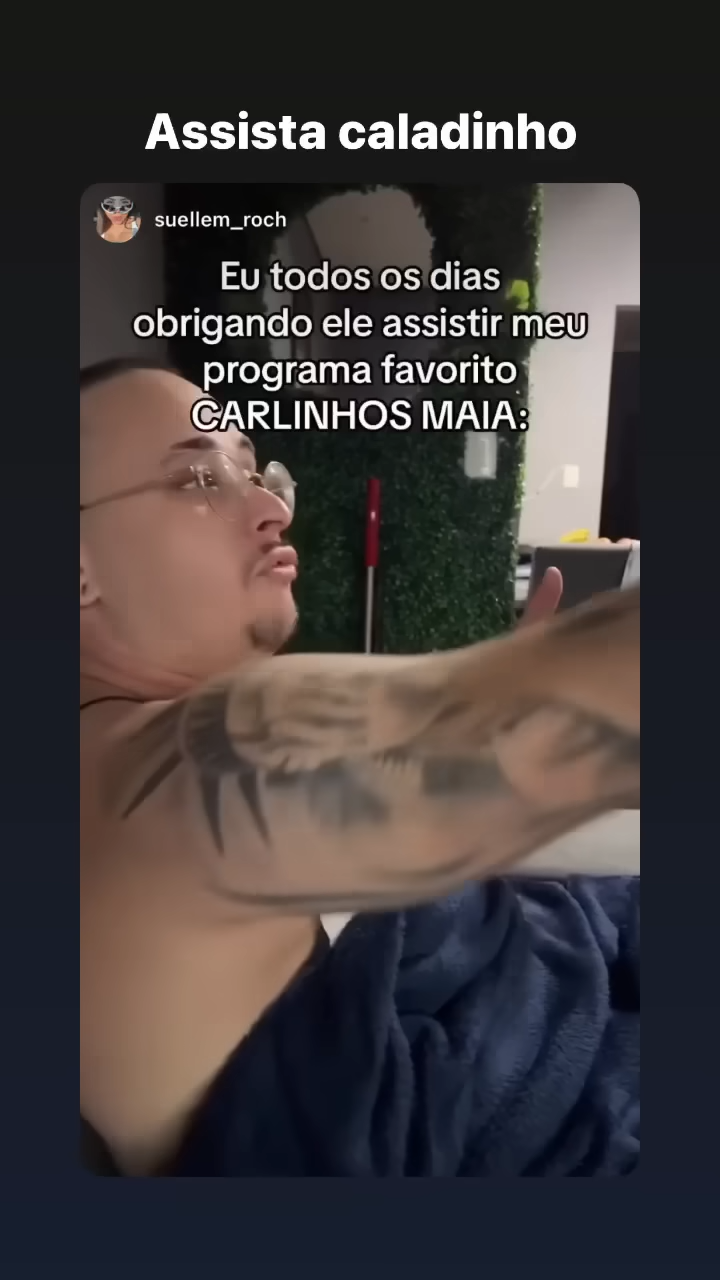 Assista caladinho
suellem_roch
Eu todos os dias
obrigando ele assistir meu
programa favorito
CARLINHOS MAIA: